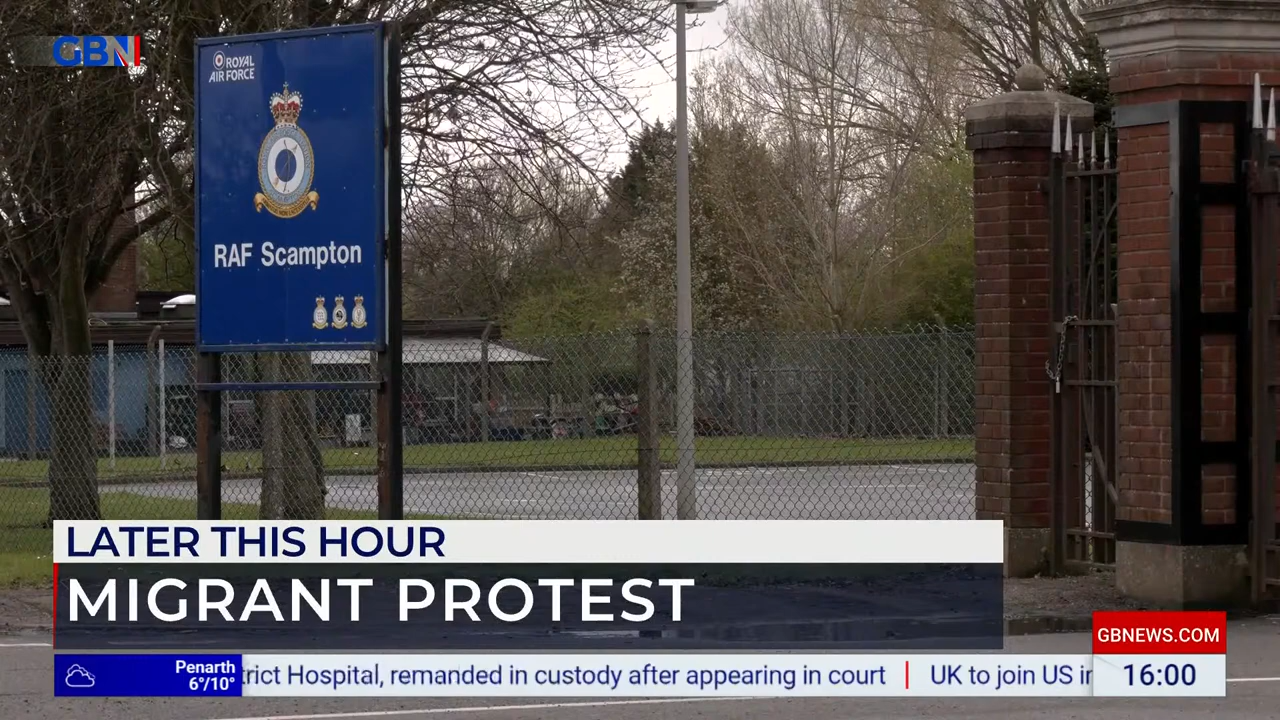 GBN
ROYAL
AIR FORCE
RAF Scampton
LATER THIS HOUR
MIGRANT PROTEST
GBNEWS.COM
Penarth
6°/10°
trict Hospital, remanded in custody after appearing in court | UK to join US in
16:00